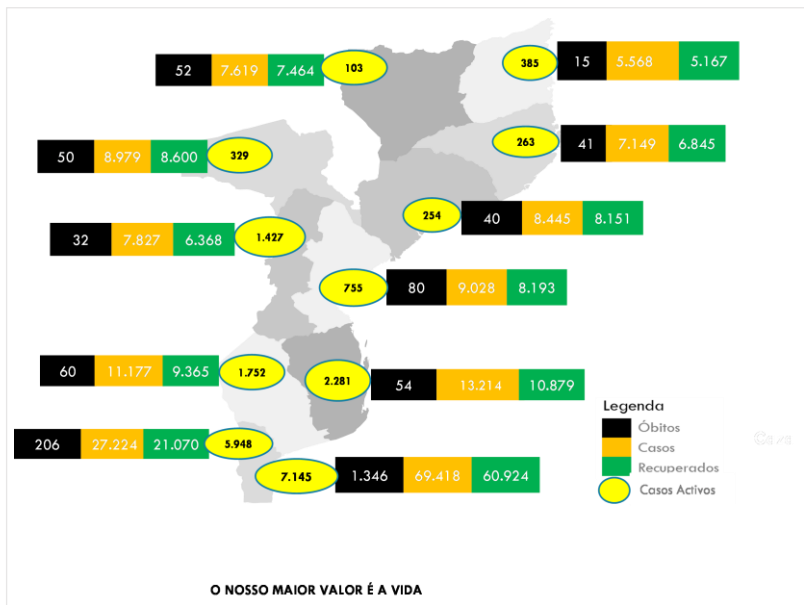 52 7.619 7.464 103
385 15 5.568 5.167
50 8.979 8.600 329
263 41 7.149 6.845
32 7.827 6.368 1.427
254 40 8.445 8.151
755 80 9.028 8.193
60 11.177 9.365 1.752
2.281 54 13.214 10.879
206 27.224 21.070 5.948
7.145 1.346 69.418 60.924
Legenda
Óbitos
Casos
Recuperados
Casos Activos
O NOSSO MAIOR VALOR É A VIDA